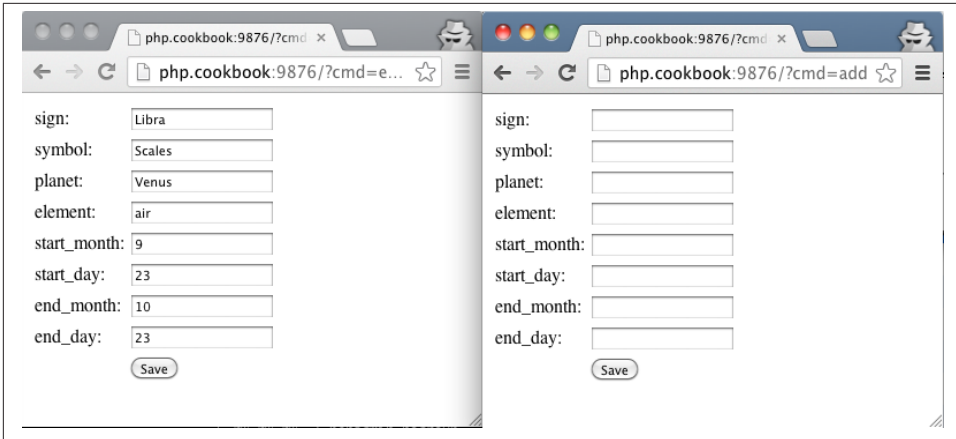 php.cookbook:9876/?cmd
php.cookbook:9876/?cmd=e...
sign: Libra
symbol: Scales
planet: Venus
element: air
start_month: 9
start_day: 23
end_month: 10
end_day: 23
Save
php.cookbook:9876/?cmd
php.cookbook:9876/?cmd=add
sign:
symbol:
planet:
element:
start_month:
start_day:
end_month:
end_day:
Save